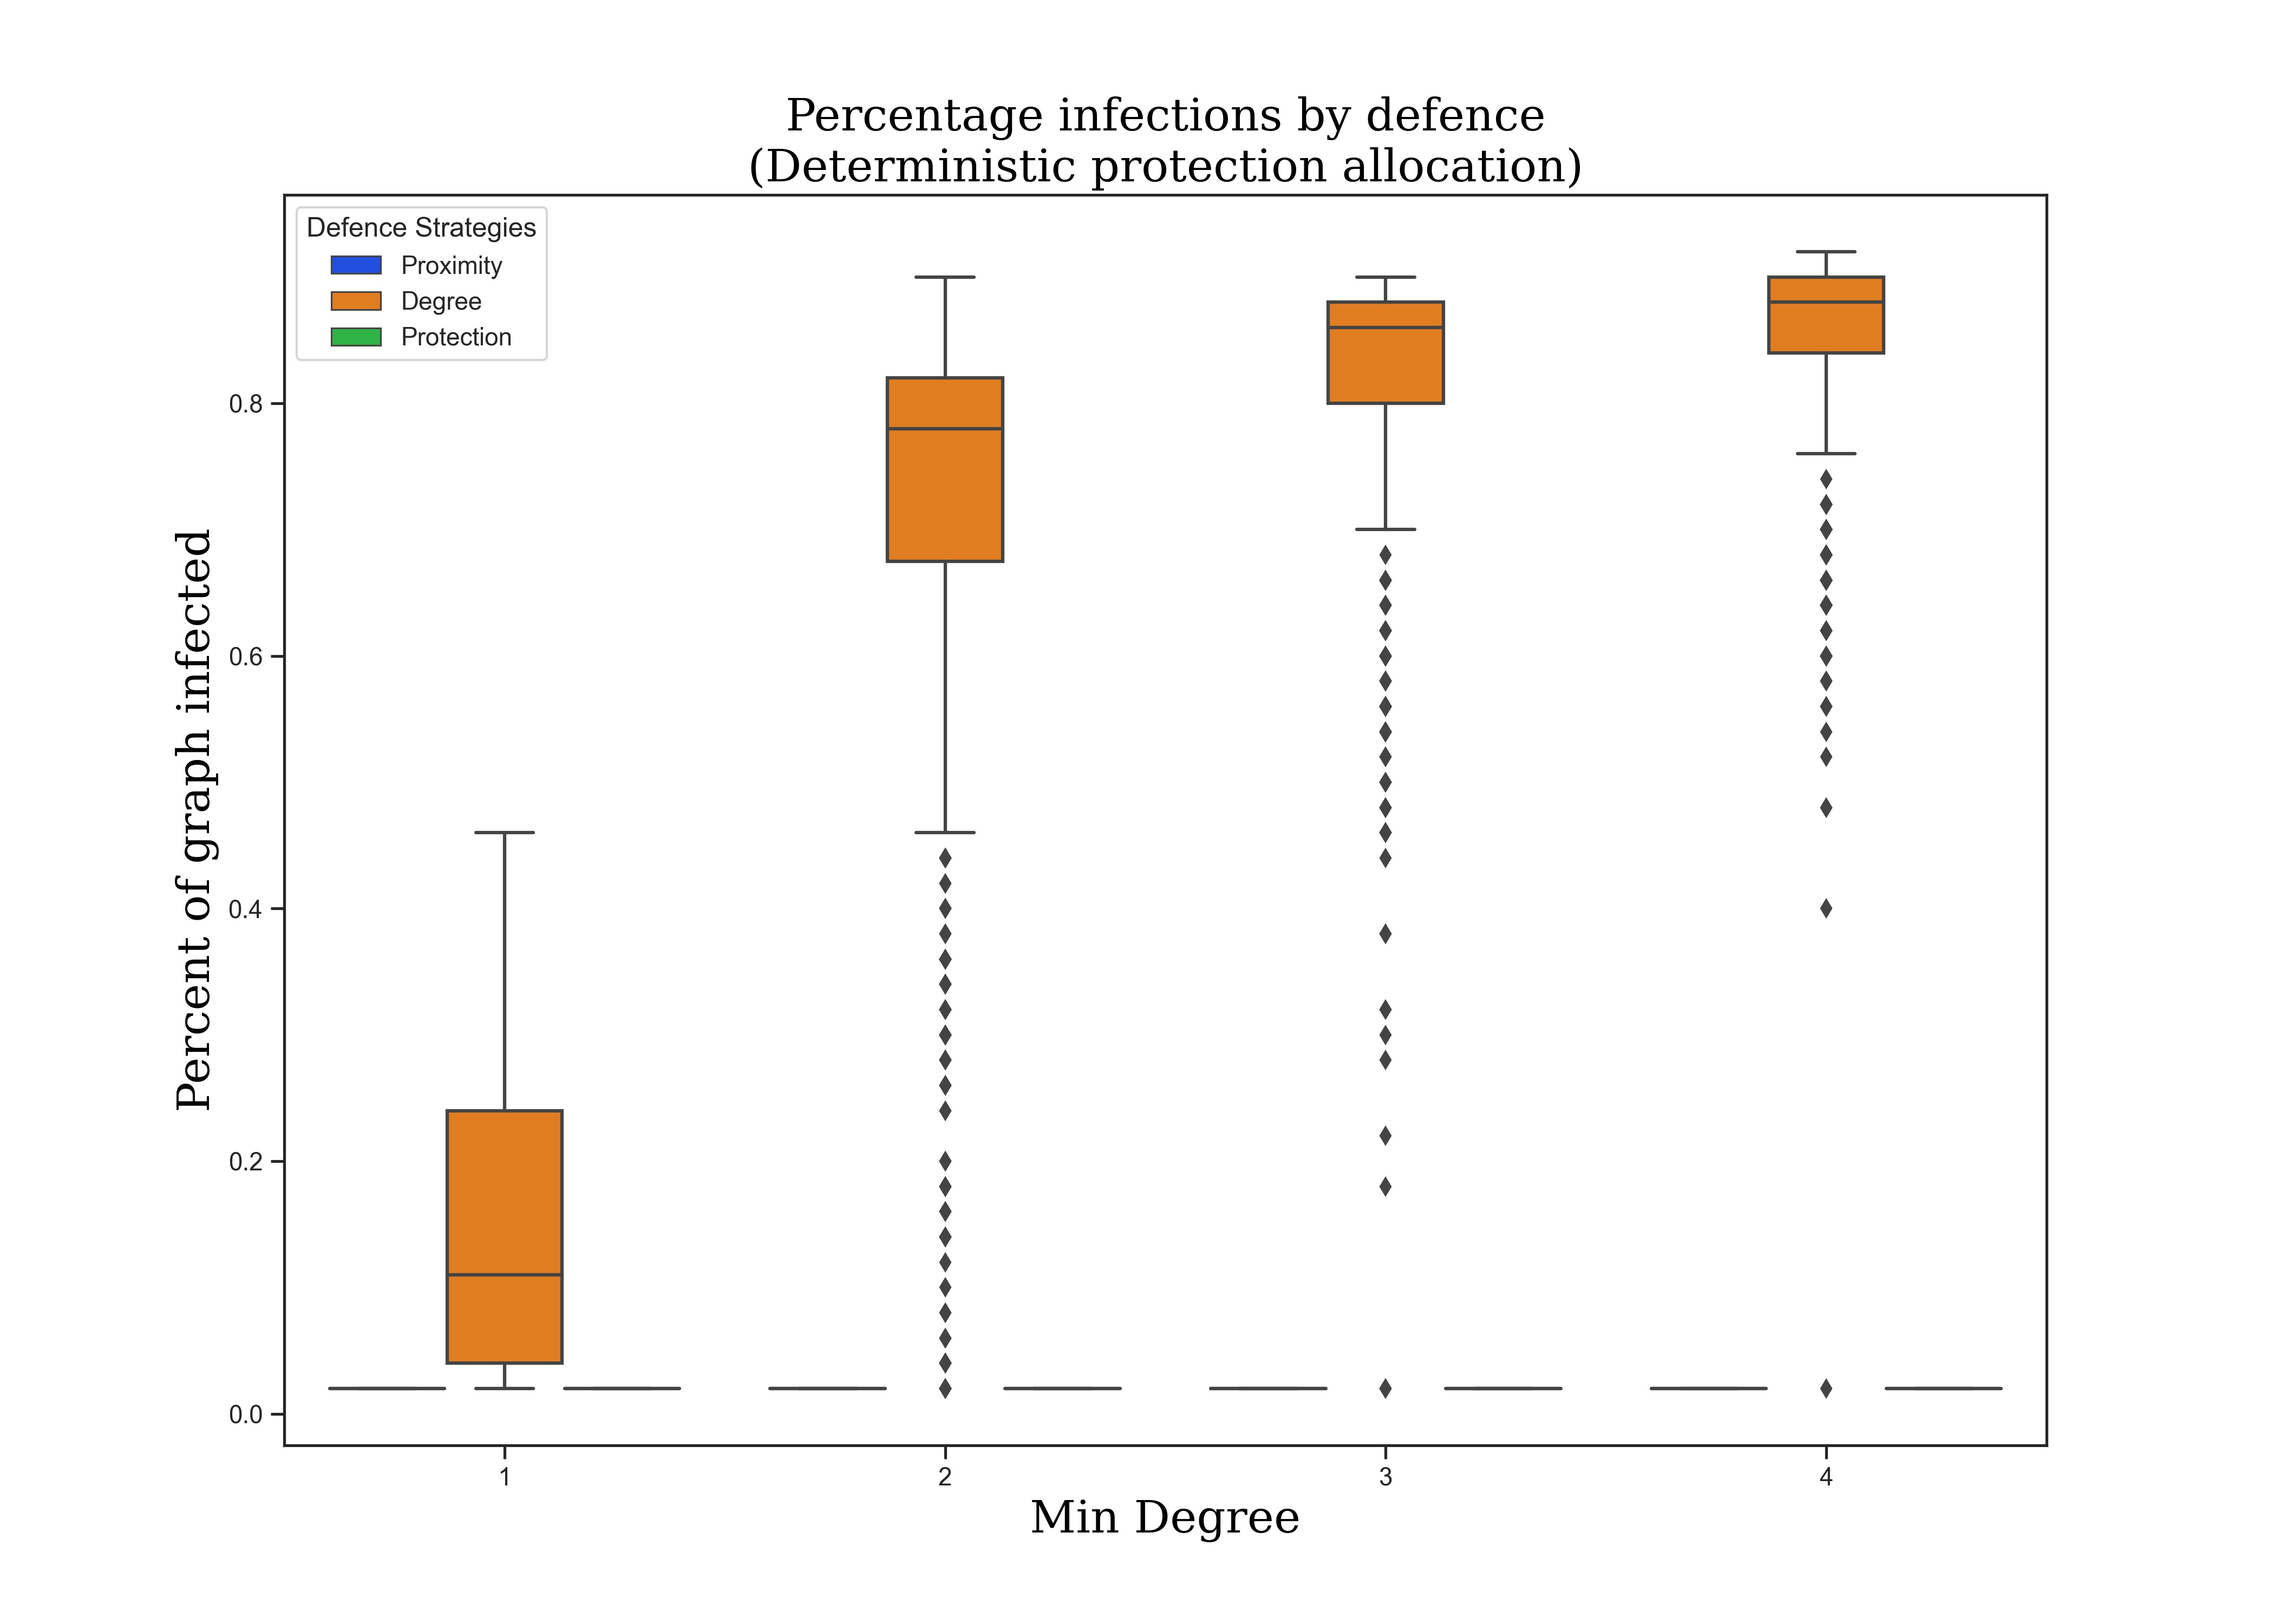 Percentage infections by defence
(Deterministic protection allocation)
Defence Strategies
Proximity
Degree
Protection
0.8
0.6
0.4
0.2
0.0
Percent of graph infected
1 2 3 4
Min Degree